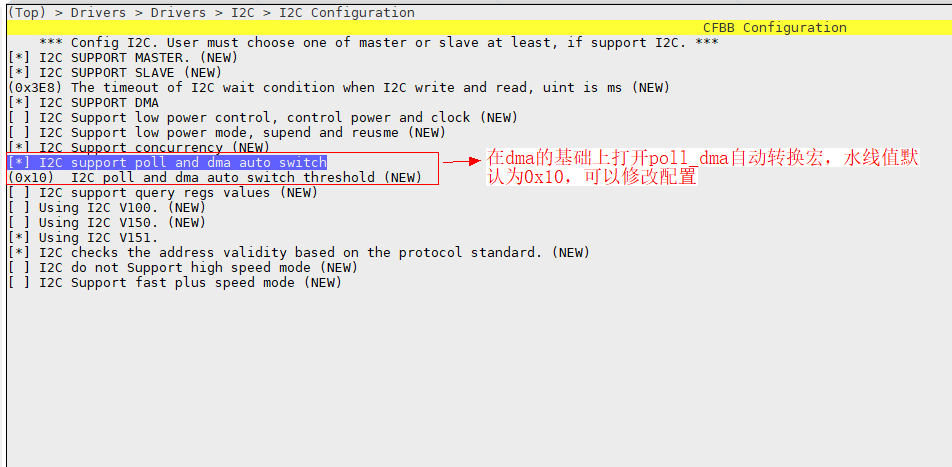 (Top) > Drivers > Drivers > I2C > I2C Configuration
CFBB Configuration
*** Config I2C. User must choose one of master or slave at least, if support I2C. ***
[*] I2C SUPPORT MASTER. (NEW)
[*] I2C SUPPORT SLAVE (NEW)
(0x3E8) The timeout of I2C wait condition when I2C write and read, uint is ms (NEW)
[*] I2C SUPPORT DMA
[ ] I2C Support low power control, control power and clock (NEW)
[ ] I2C Support low power mode, supend and reusme (NEW)
[*] I2C Support concurrency (NEW)
[*] I2C support poll and dma auto switch
(0x10)  I2C poll and dma auto switch threshold (NEW)
在dma的基础上打开poll_dma自动转换宏，水线值默
认为0x10，可以修改配置
[ ] I2C support query regs values (NEW)
[ ] Using I2C V100. (NEW)
[ ] Using I2C V150. (NEW)
[*] Using I2C V151.
[*] I2C checks the address validity based on the protocol standard. (NEW)
[ ] I2C do not Support high speed mode (NEW)
[ ] I2C Support fast plus speed mode (NEW)